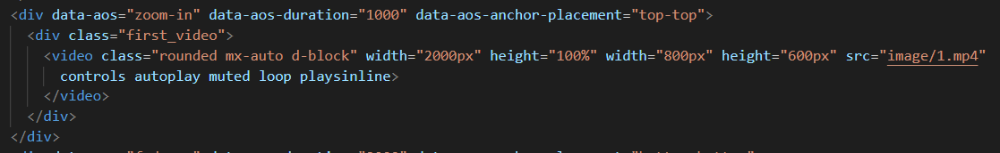 <div data-aos="zoom-in" data-aos-duration="1000" data-aos-anchor-placement="top-top">
<div class="first_video">
<video class="rounded mx-auto d-block" width="2000px" height="100%" width="800px" height="600px" src="image/1.mp4"
controls autoplay muted loop playsinline>
</video>
</div>
</div>